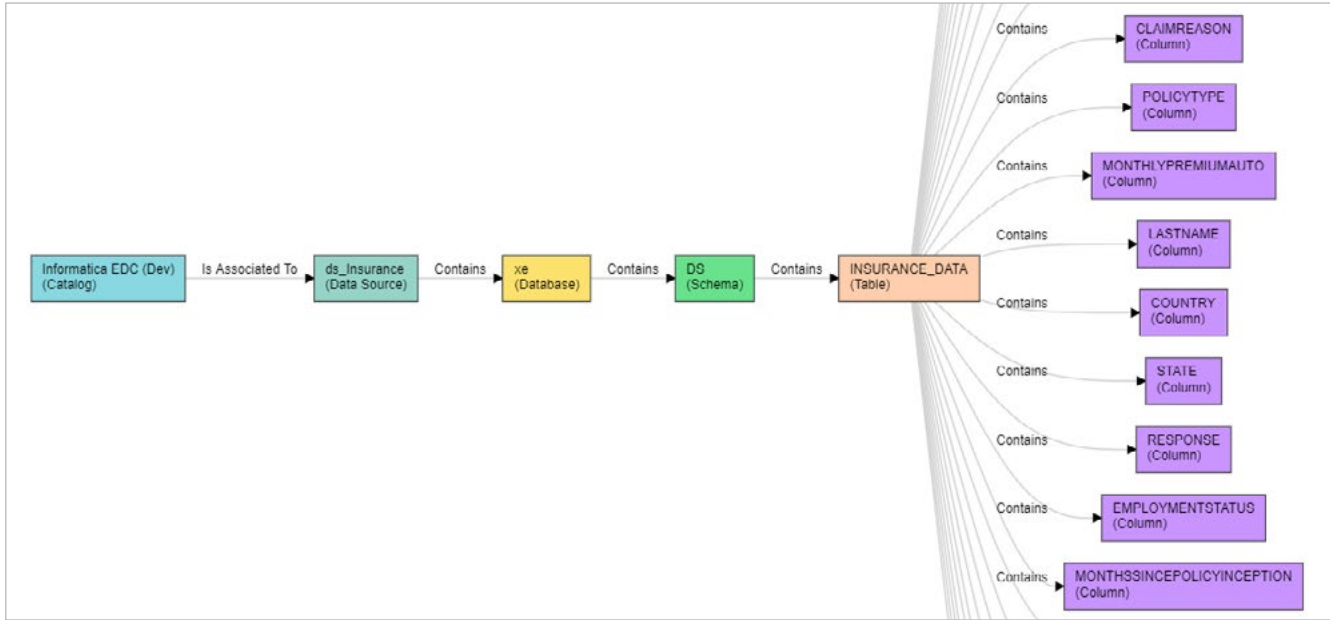 Informatica EDC (Dev)
(Catalog)
Is Associated To
ds_Insurance
(Data Source)
Contains
xe
(Database)
Contains
DS
(Schema)
Contains
INSURANCE_DATA
(Table)
Contains
CLAIMREASON
(Column)
Contains
POLICYTYPE
(Column)
Contains
MONTHLYPREMIUMAUTO
(Column)
Contains
LASTNAME
(Column)
Contains
COUNTRY
(Column)
Contains
STATE
(Column)
Contains
RESPONSE
(Column)
Contains
EMPLOYMENTSTATUS
(Column)
Contains
MONTHSSINCEPOLICYINCEPTION
(Column)